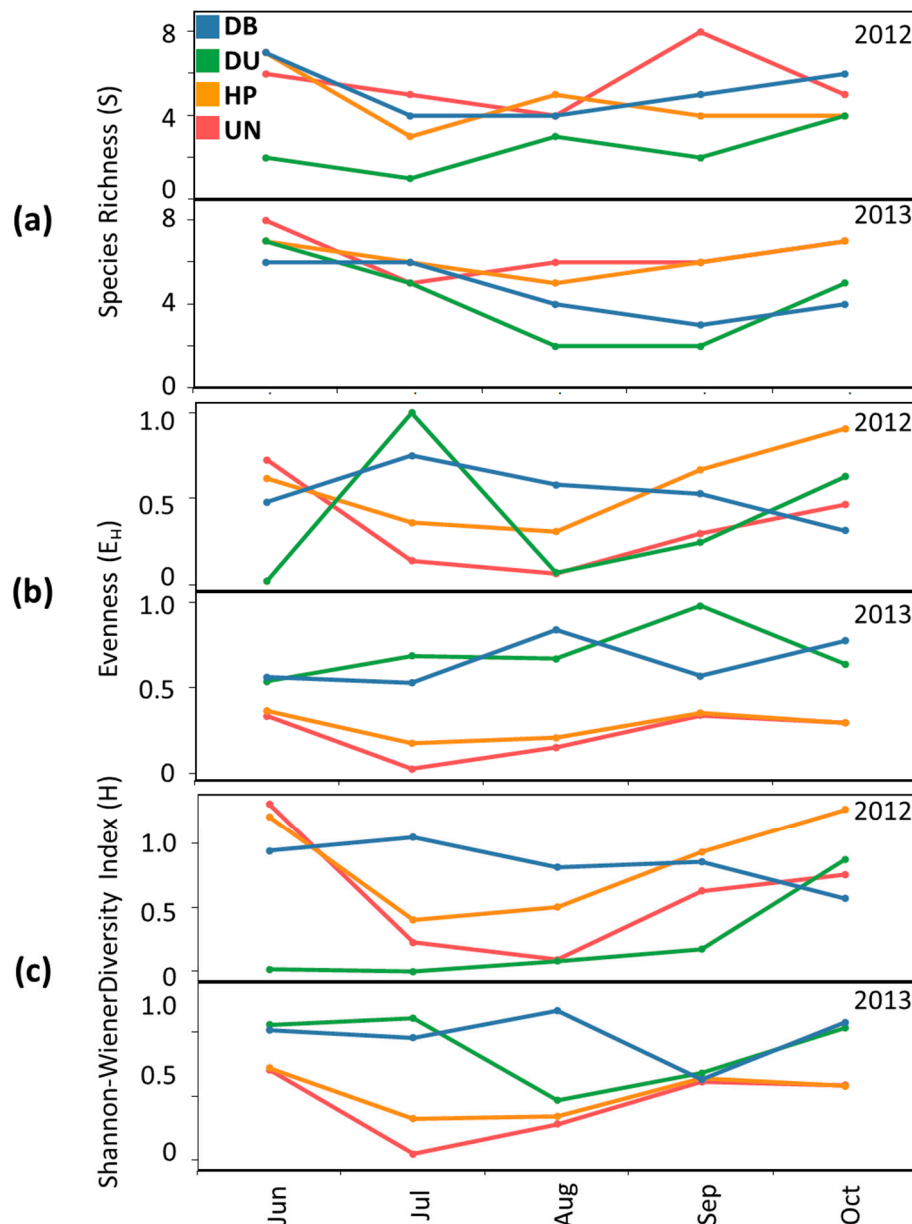 DB
DU
HP
UN
2012
8
4
0
Species Richness (S)
(a)
2013
8
4
0
2012
1.0
0.5
0
Evenness (E_H)
(b)
2013
1.0
0.5
0
2012
1.0
0.5
0
Shannon-WienerDiversity Index (H)
(c)
2013
1.0
0.5
0
Jun
Jul
Aug
Sep
Oct